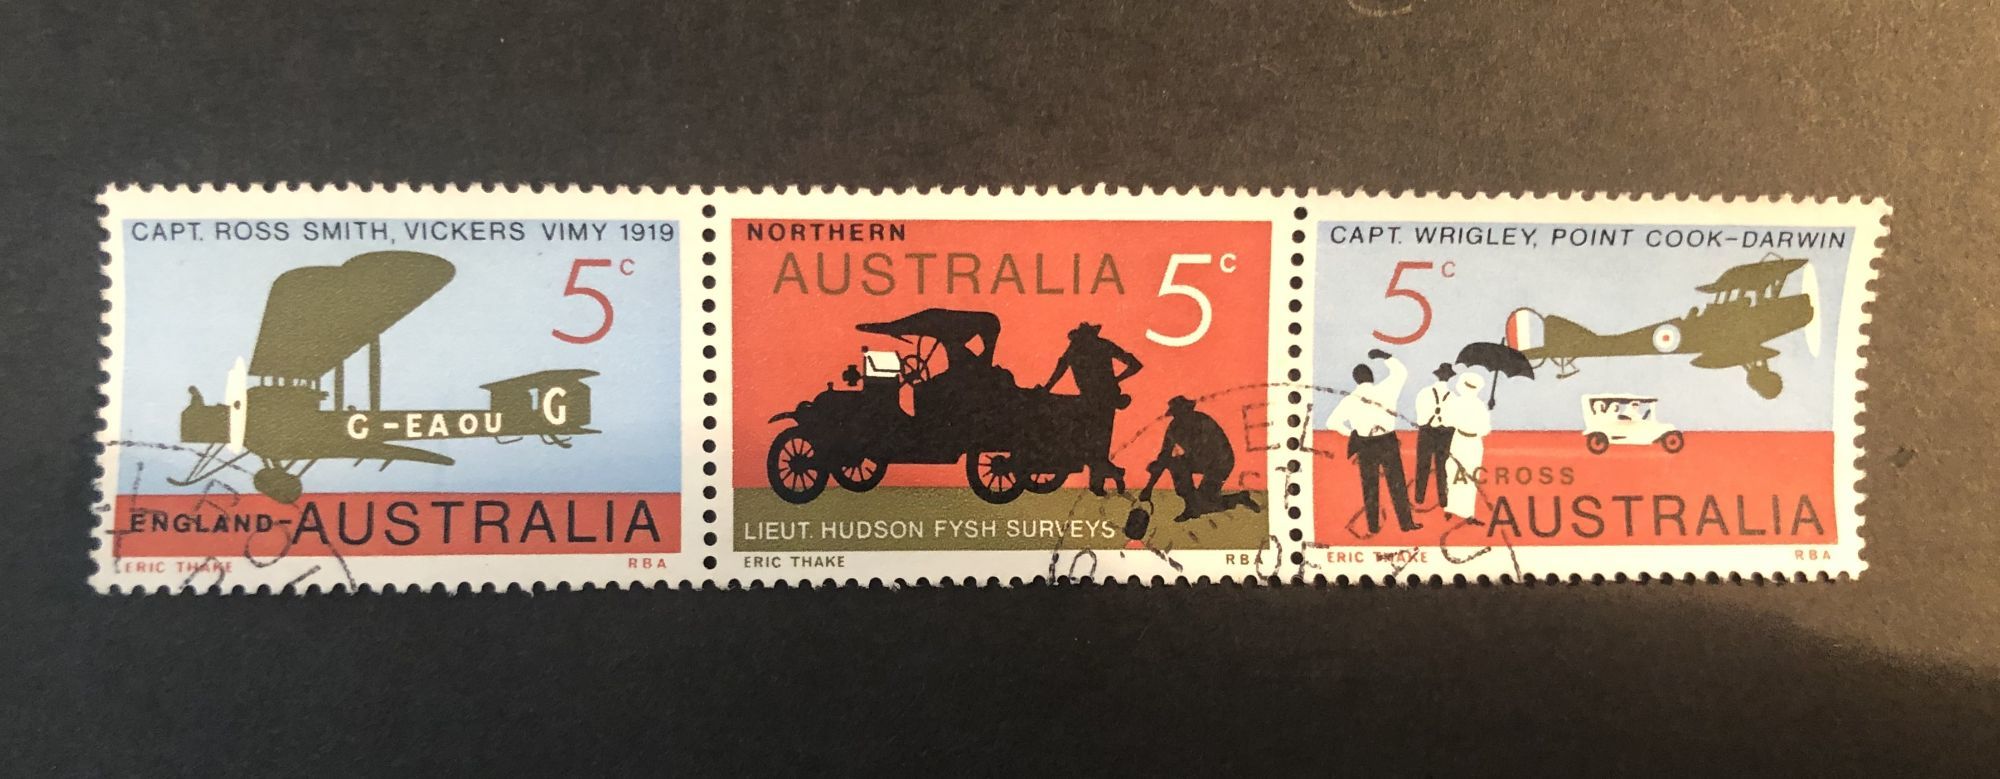 CAPT. ROSS SMITH, VICKERS VIMY 1919
5c
G-EAOU G
ENGLAND-AUSTRALIA
ERIC THAKE RBA
NORTHERN
AUSTRALIA 5c
LIEUT. HUDSON FYSH SURVEYS
ERIC THAKE RBA
CAPT. WRIGLEY, POINT COOK-DARWIN
5c
ACROSS
AUSTRALIA
ERIC THAKE RBA